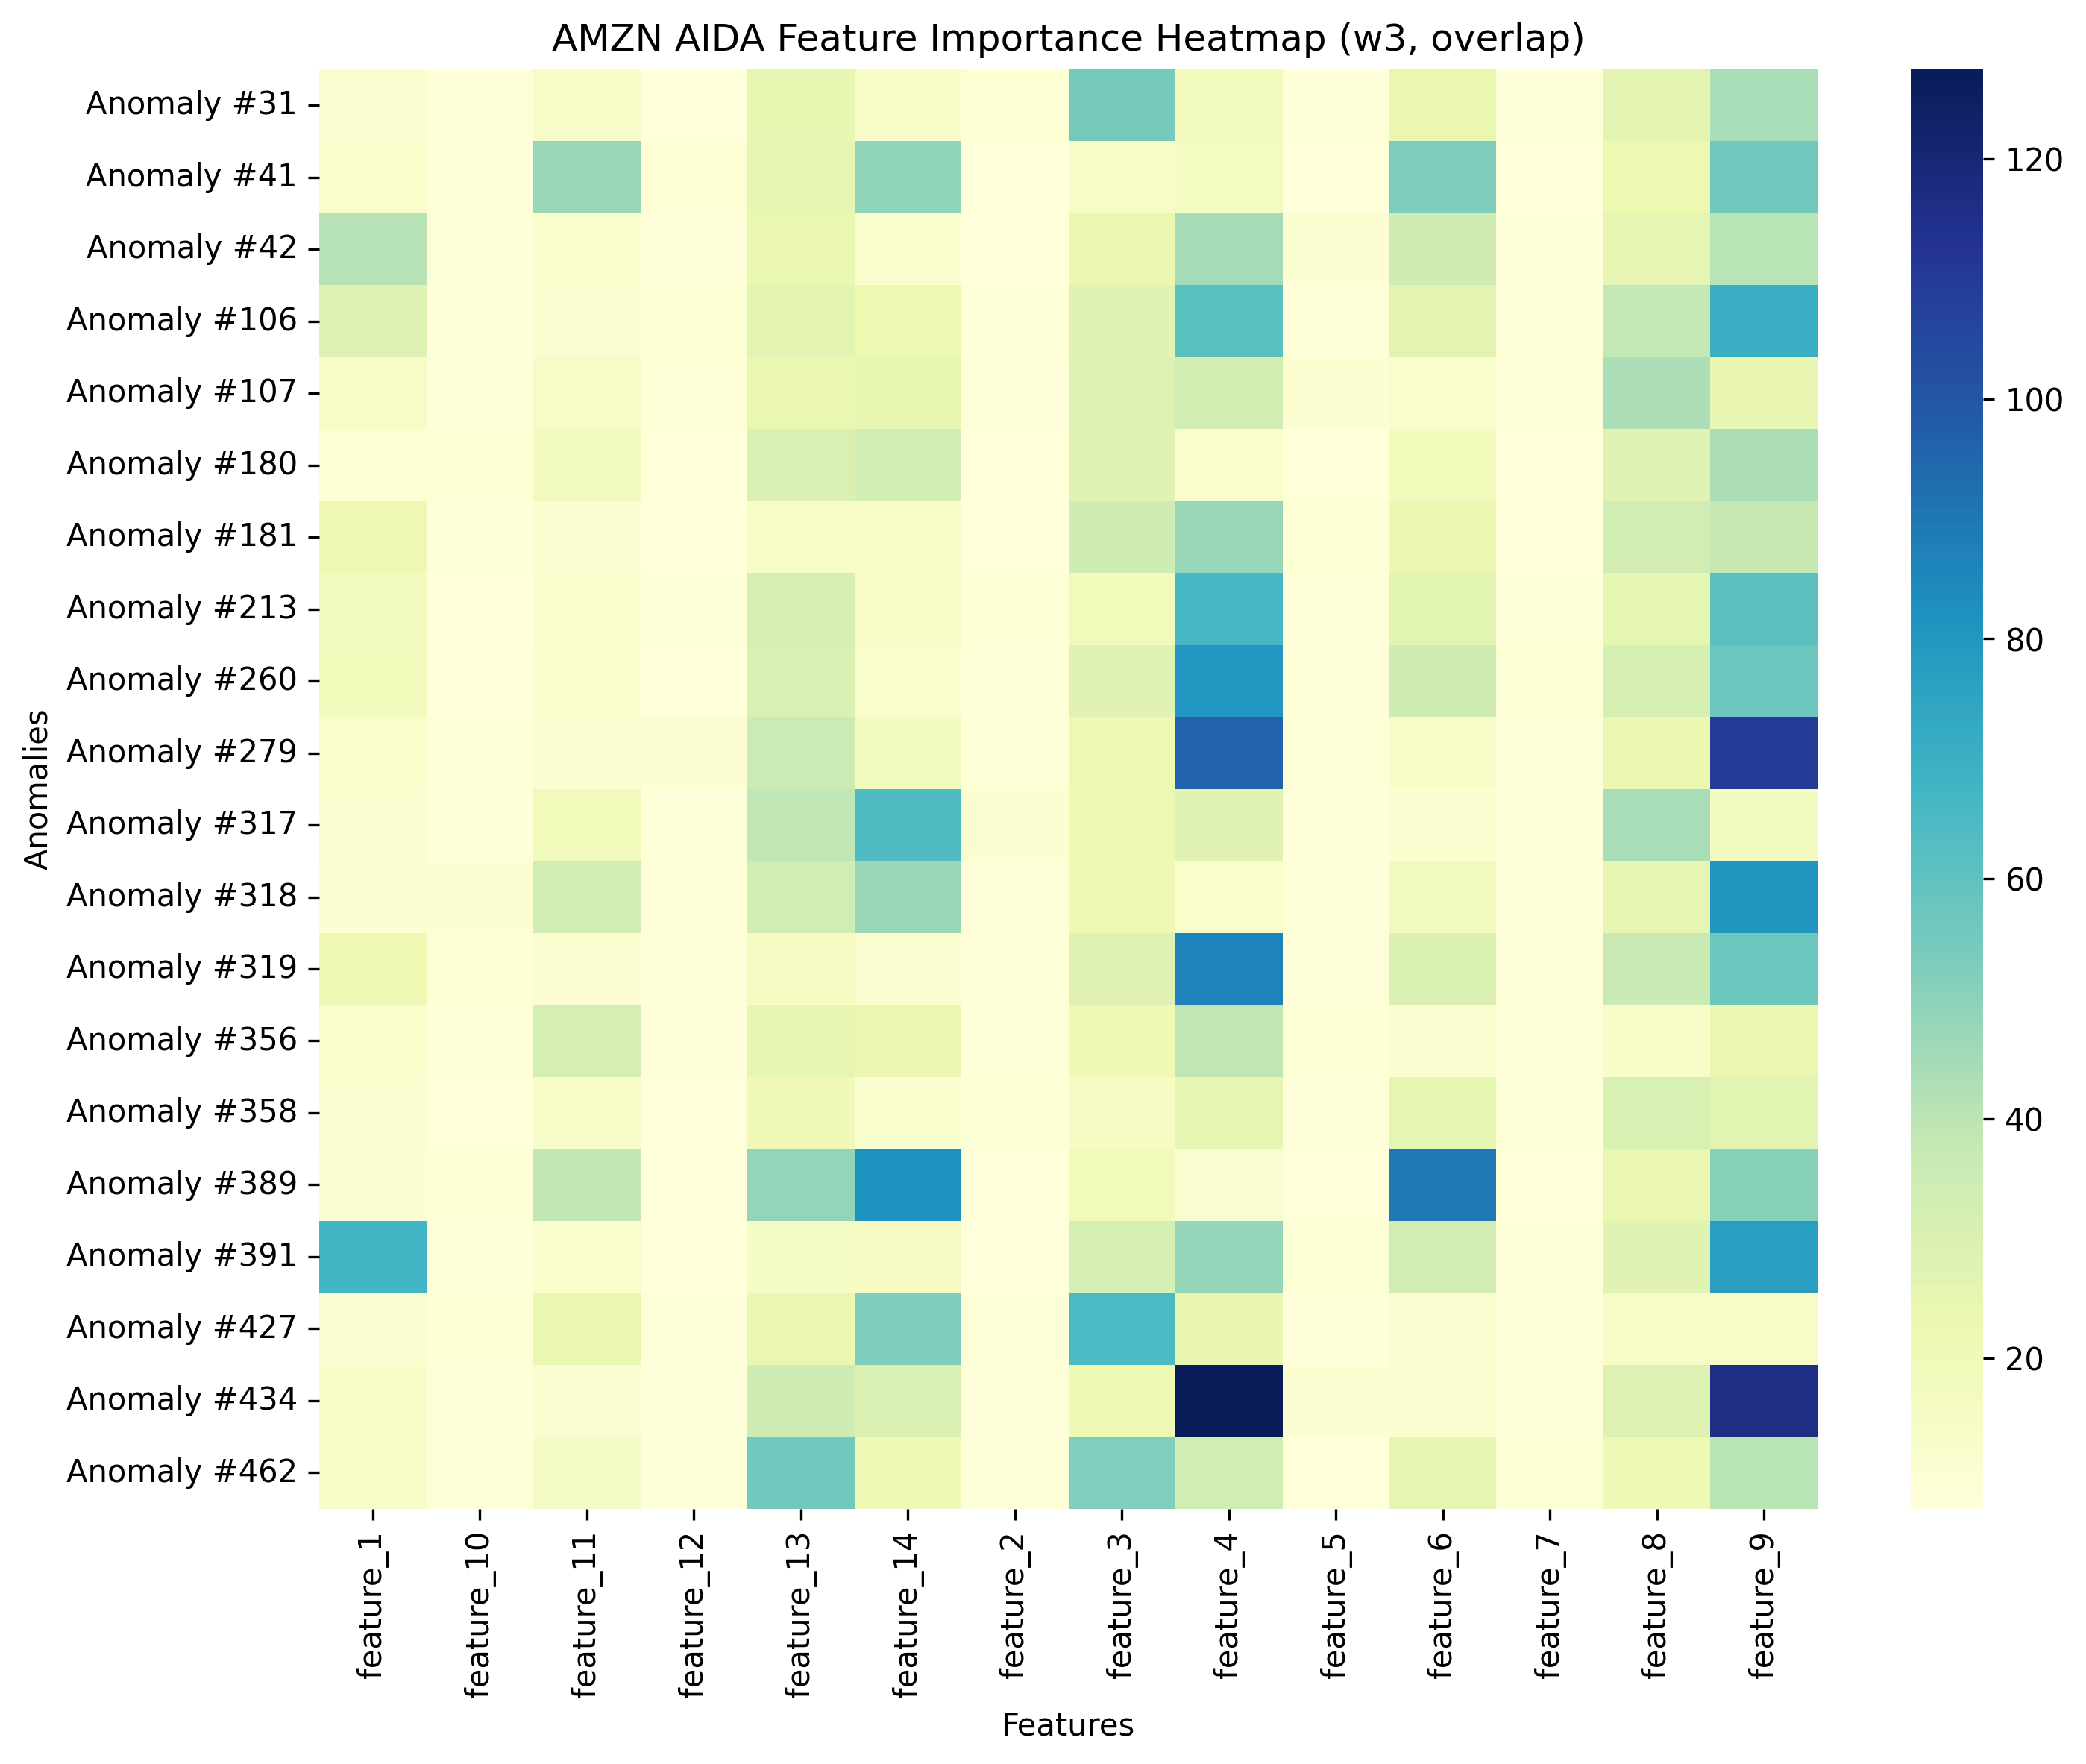 AMZN AIDA Feature Importance Heatmap (w3, overlap)
Anomalies
Anomaly #31
Anomaly #41
Anomaly #42
Anomaly #106
Anomaly #107
Anomaly #180
Anomaly #181
Anomaly #213
Anomaly #260
Anomaly #279
Anomaly #317
Anomaly #318
Anomaly #319
Anomaly #356
Anomaly #358
Anomaly #389
Anomaly #391
Anomaly #427
Anomaly #434
Anomaly #462
feature_1
feature_10
feature_11
feature_12
feature_13
feature_14
feature_2
feature_3
feature_4
feature_5
feature_6
feature_7
feature_8
feature_9
Features
120
100
80
60
40
20